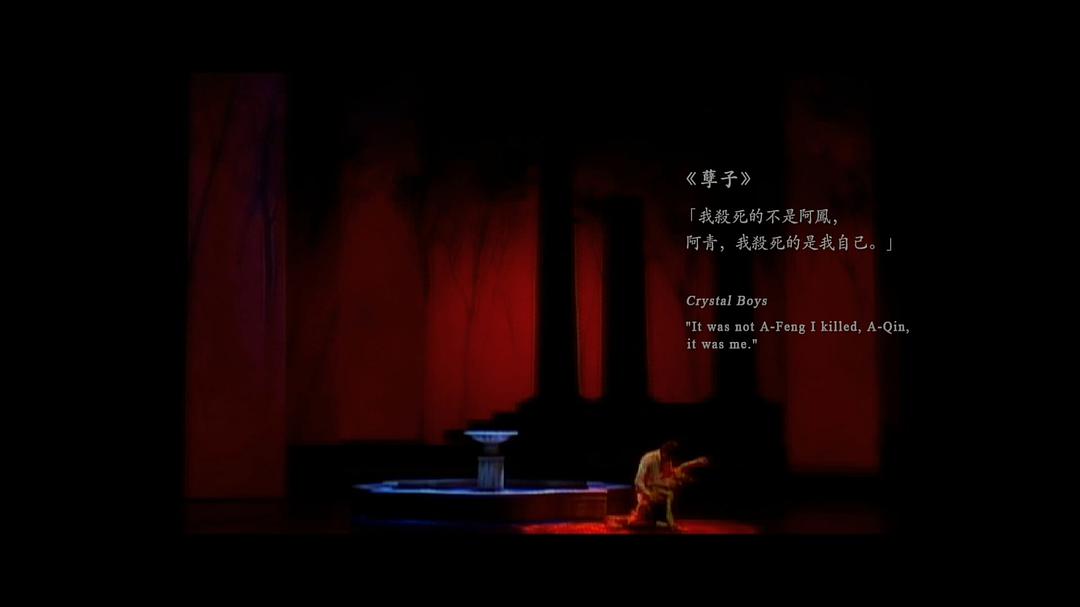 《孽子》
「我殺死的不是阿鳳，
阿青，我殺死的是我自己。」
Crystal Boys
"It was not A-Feng I killed, A-Qin,
it was me."